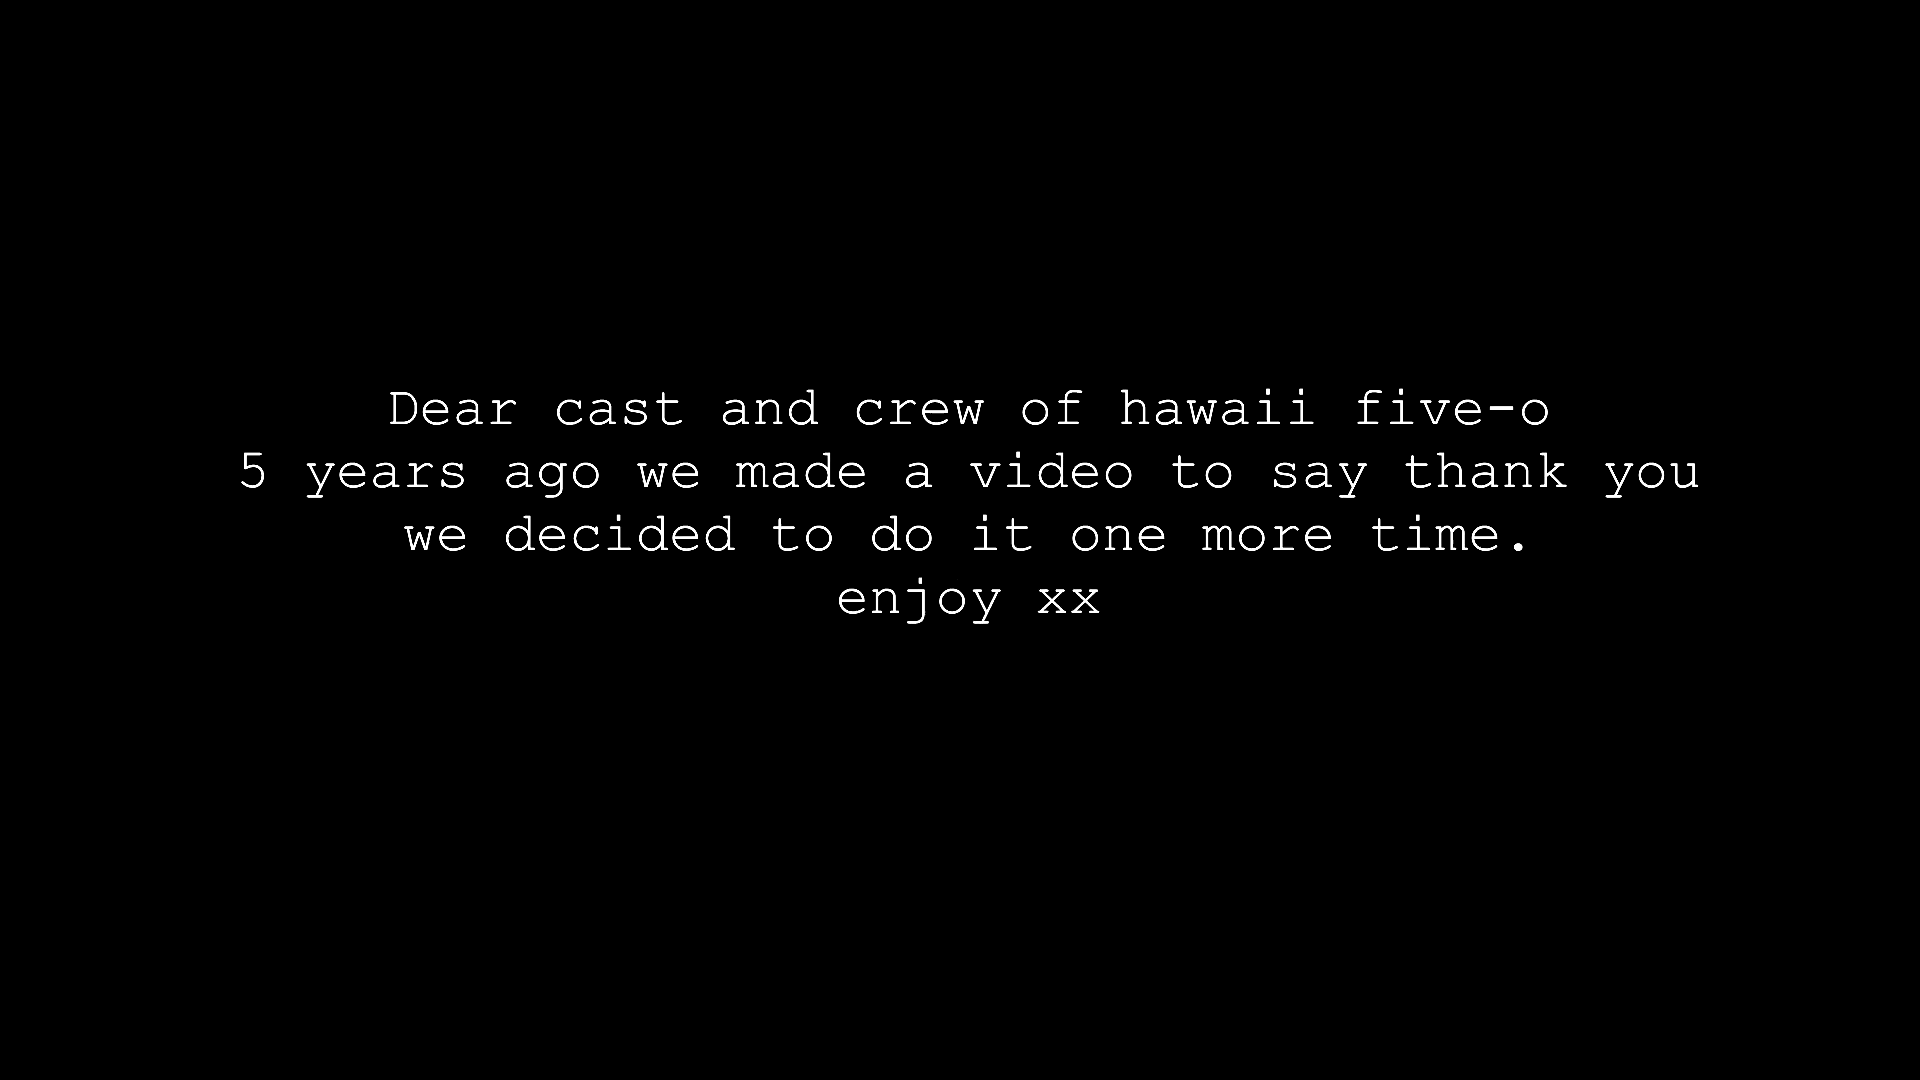 Dear cast and crew of hawaii five-o
5 years ago we made a video to say thank you
we decided to do it one more time.
enjoy xx